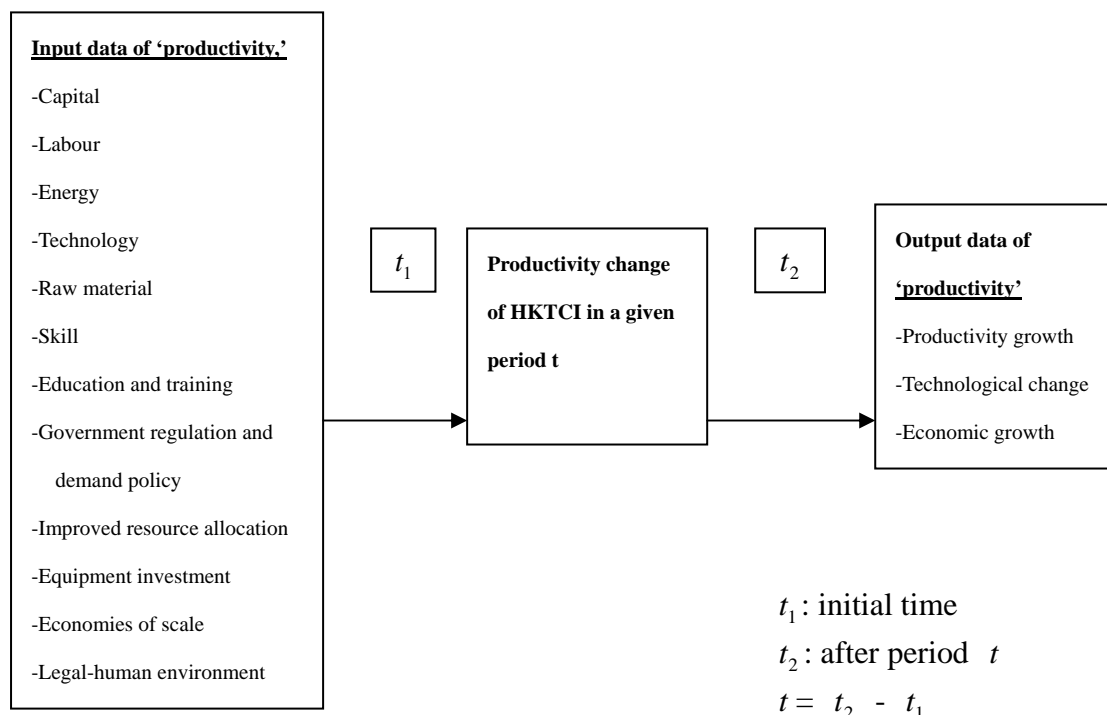 Input data of ‘productivity,’
-Capital
-Labour
-Energy
-Technology
-Raw material
-Skill
-Education and training
-Government regulation and
demand policy
-Improved resource allocation
-Equipment investment
-Economies of scale
-Legal-human environment
t₁
Productivity change
of HKTCI in a given
period t
t₂
Output data of
‘productivity’
-Productivity growth
-Technological change
-Economic growth
t₁ : initial time
t₂ : after period t
t = t₂ - t₁